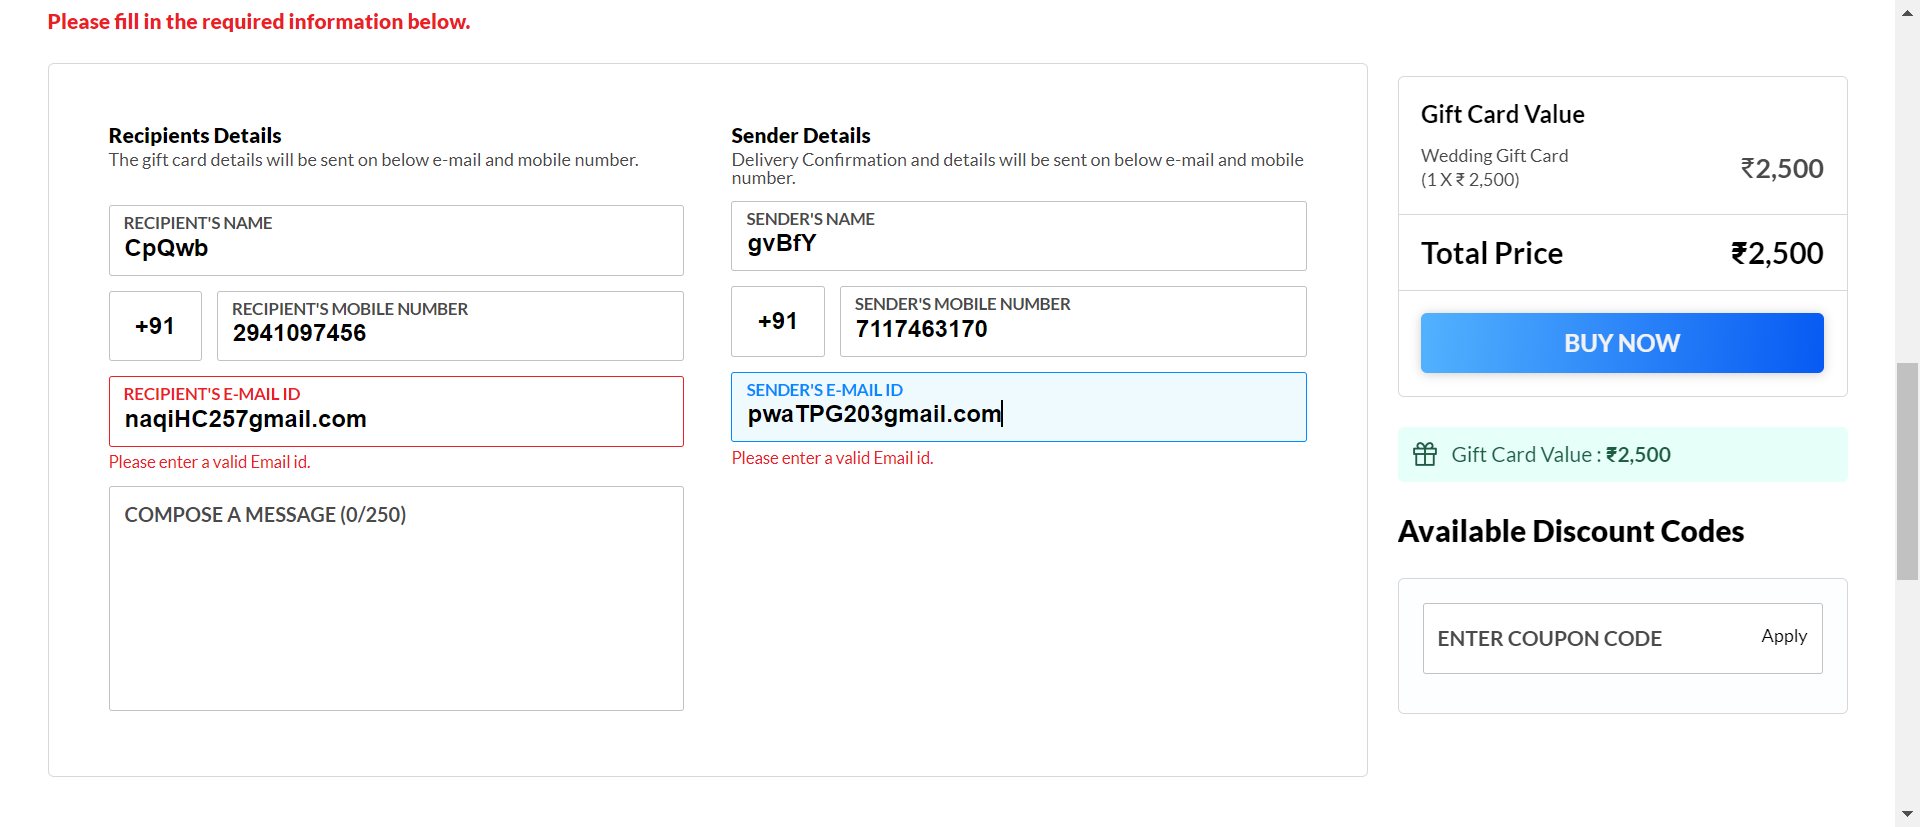 Please fill in the required information below.
Recipients Details
The gift card details will be sent on below e-mail and mobile number.
RECIPIENT'S NAME
CpQwb
+91
RECIPIENT'S MOBILE NUMBER
2941097456
RECIPIENT'S E-MAIL ID
naqiHC257gmail.com
Please enter a valid Email id.
COMPOSE A MESSAGE (0/250)
Sender Details
Delivery Confirmation and details will be sent on below e-mail and mobile
number.
SENDER'S NAME
gvBfY
+91
SENDER'S MOBILE NUMBER
7117463170
SENDER'S E-MAIL ID
pwaTPG203gmail.com
Please enter a valid Email id.
Gift Card Value
Wedding Gift Card
(1 X ₹ 2,500)
₹2,500
Total Price
₹2,500
BUY NOW
Gift Card Value : ₹2,500
Available Discount Codes
ENTER COUPON CODE
Apply